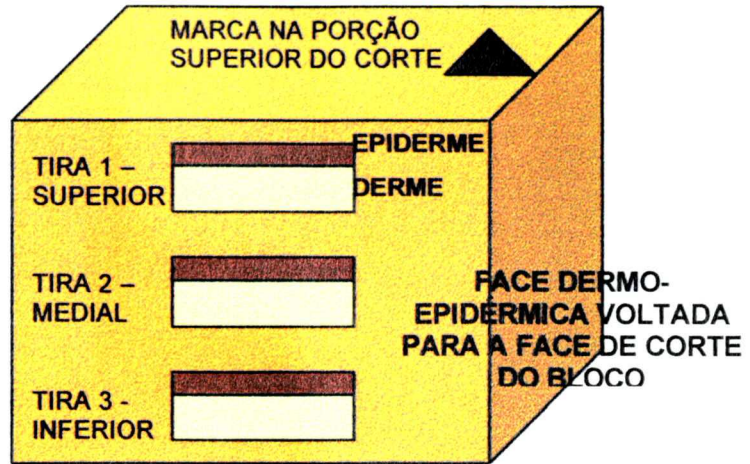 MARCA NA PORÇÃO
SUPERIOR DO CORTE
EPIDERME
TIRA 1 –
SUPERIOR
DERME
TIRA 2 –
MEDIAL
FACE DERMO-
EPIDÉRMICA VOLTADA
PARA A FACE DE CORTE
DO BLOCO
TIRA 3 -
INFERIOR